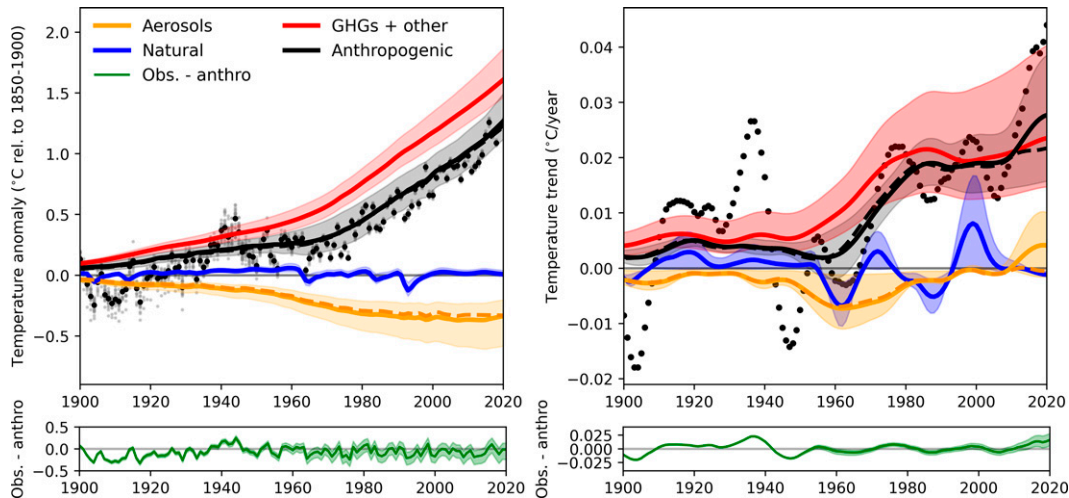 Temperature anomaly (°C rel. to 1850-1900)
2.0
1.5
1.0
0.5
0.0
−0.5
Aerosols
Natural
Obs. - anthro
GHGs + other
Anthropogenic
1900 1920 1940 1960 1980 2000 2020
Obs. - anthro
0.5
0.0
−0.5
1900 1920 1940 1960 1980 2000 2020
Temperature trend (°C/year)
0.04
0.03
0.02
0.01
0.00
−0.01
−0.02
1900 1920 1940 1960 1980 2000 2020
Obs. - anthro
0.025
0.000
−0.025
1900 1920 1940 1960 1980 2000 2020